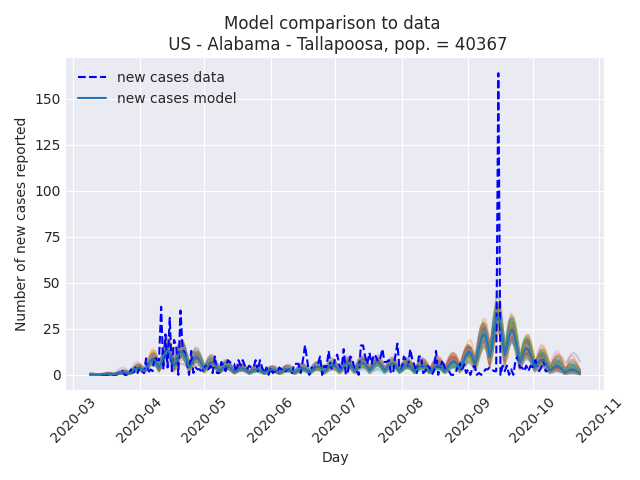 Model comparison to data
US - Alabama - Tallapoosa, pop. = 40367
new cases data
new cases model
Number of new cases reported
150
125
100
75
50
25
0
2020-03
2020-04
2020-05
2020-06
2020-07
2020-08
2020-09
2020-10
2020-11
Day